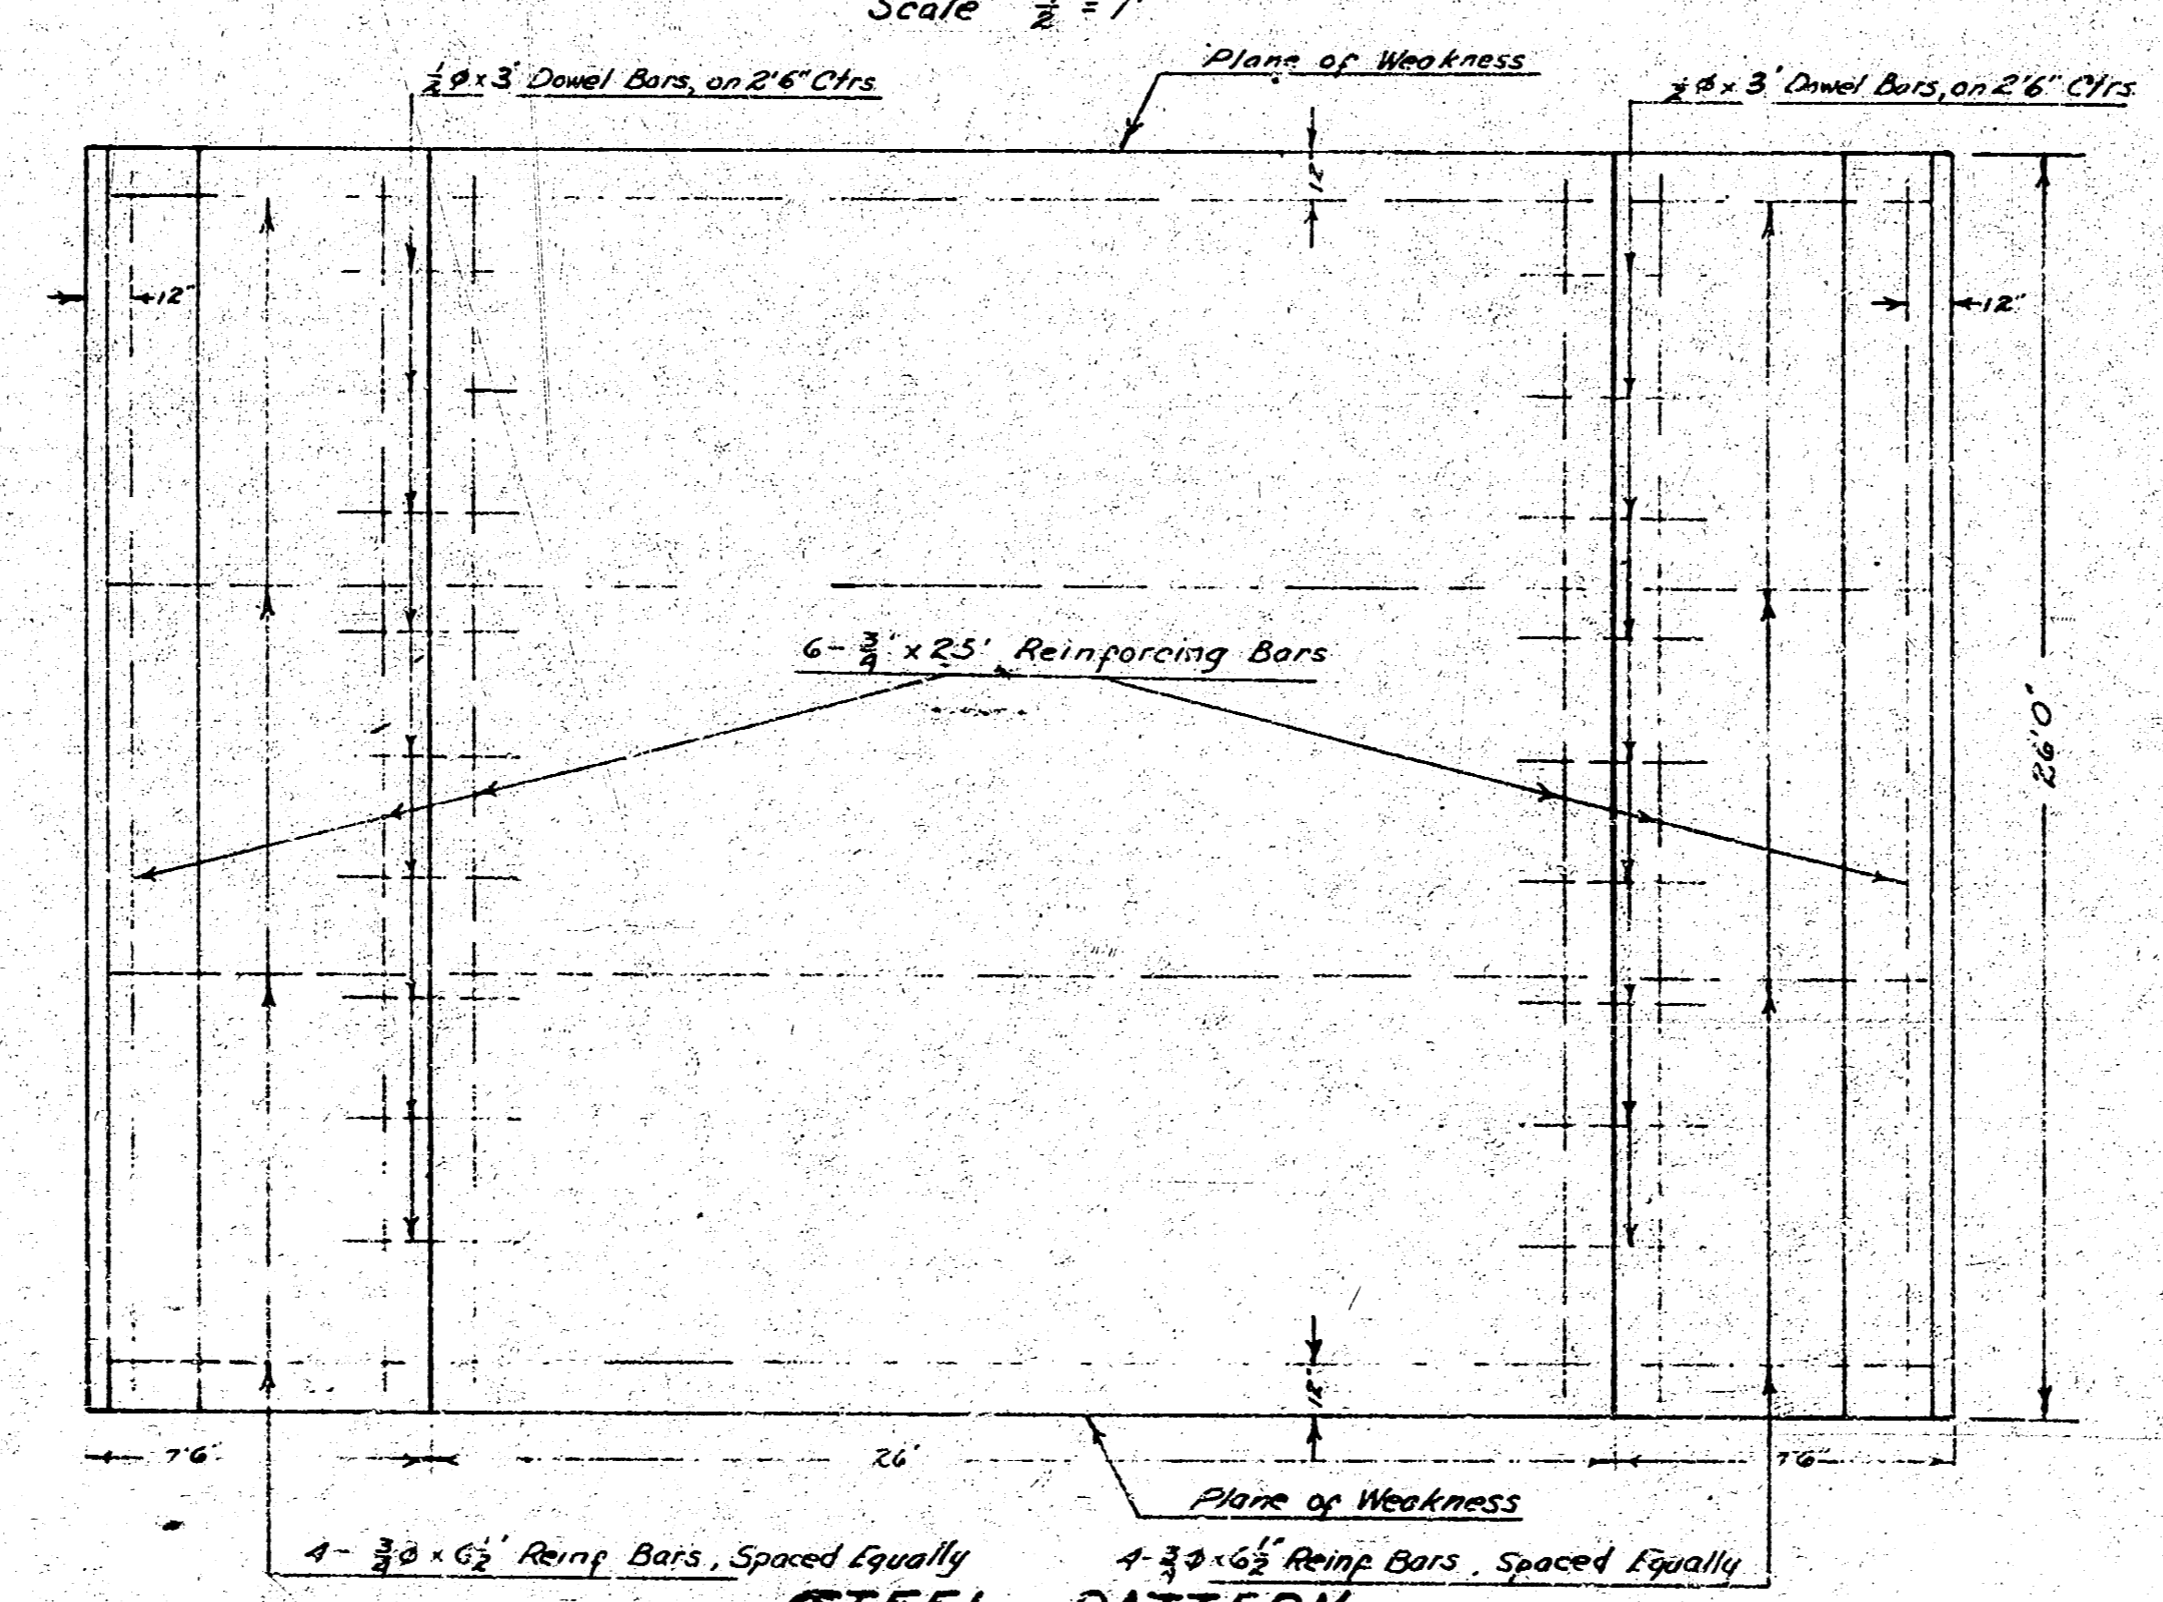 Scale ½" = 1'
½ φ x 3' Dowel Bars, on 2'6" Ctrs
Plane of Weakness
½ φ x 3' Dowel Bars, on 2'6" Ctrs
12"
12"
12"
6 - ¾" x 25' Reinforcing Bars
26'0"
12"
7'6"
26'
7'6"
Plane of Weakness
4 - ¾ φ x 6½' Reinf Bars, Spaced Equally
4 - ¾ φ x 6½" Reinf Bars, Spaced Equally
STEEL PATTERN